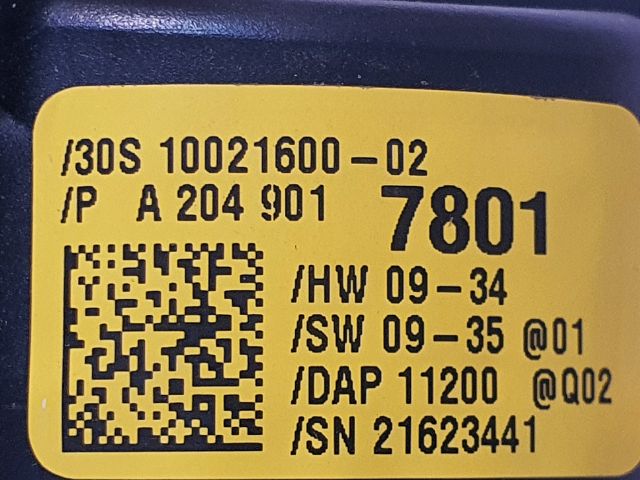 /30S 10021600-02
/P A 204 901 7801
/HW 09-34
/SW 09-35 @01
/DAP 11200 @Q02
/SN 21623441